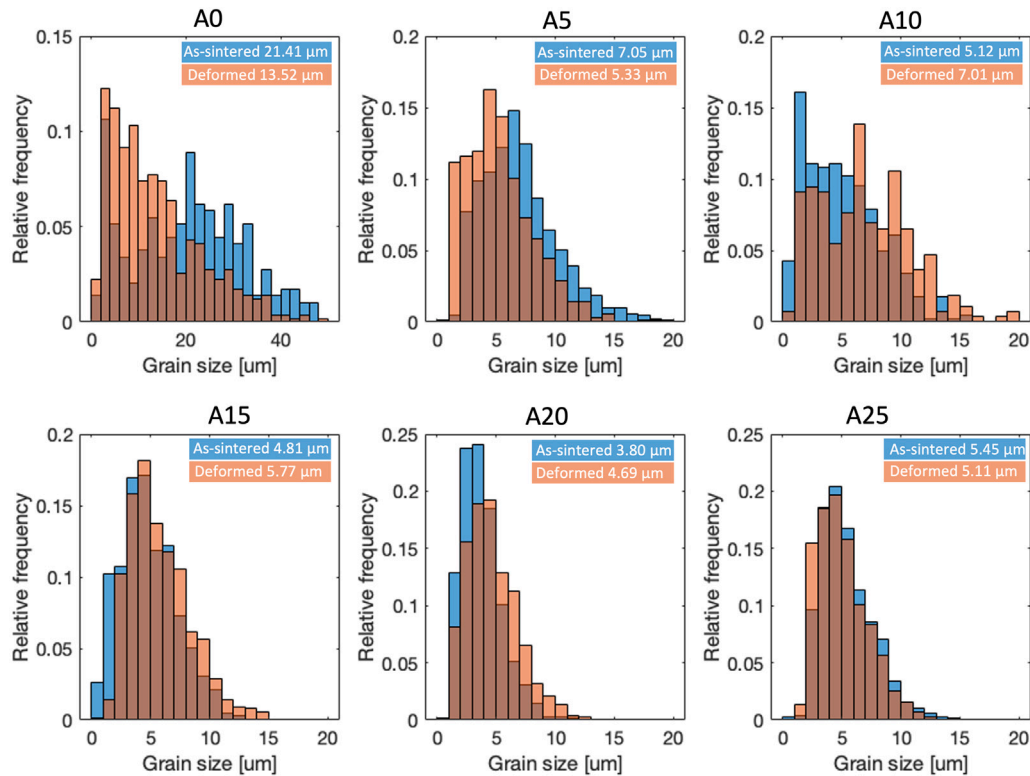 A0
As-sintered 21.41 µm
Deformed 13.52 µm
0.15
0.1
0.05
0
Relative frequency
0 20 40
Grain size [um]
A5
As-sintered 7.05 µm
Deformed 5.33 µm
0.2
0.15
0.1
0.05
0
Relative frequency
0 5 10 15 20
Grain size [um]
A10
As-sintered 5.12 µm
Deformed 7.01 µm
0.2
0.15
0.1
0.05
0
Relative frequency
0 5 10 15 20
Grain size [um]
A15
As-sintered 4.81 µm
Deformed 5.77 µm
0.2
0.15
0.1
0.05
0
Relative frequency
0 5 10 15 20
Grain size [um]
A20
As-sintered 3.80 µm
Deformed 4.69 µm
0.25
0.2
0.15
0.1
0.05
0
Relative frequency
0 5 10 15 20
Grain size [um]
A25
As-sintered 5.45 µm
Deformed 5.11 µm
0.25
0.2
0.15
0.1
0.05
0
Relative frequency
0 5 10 15 20
Grain size [um]